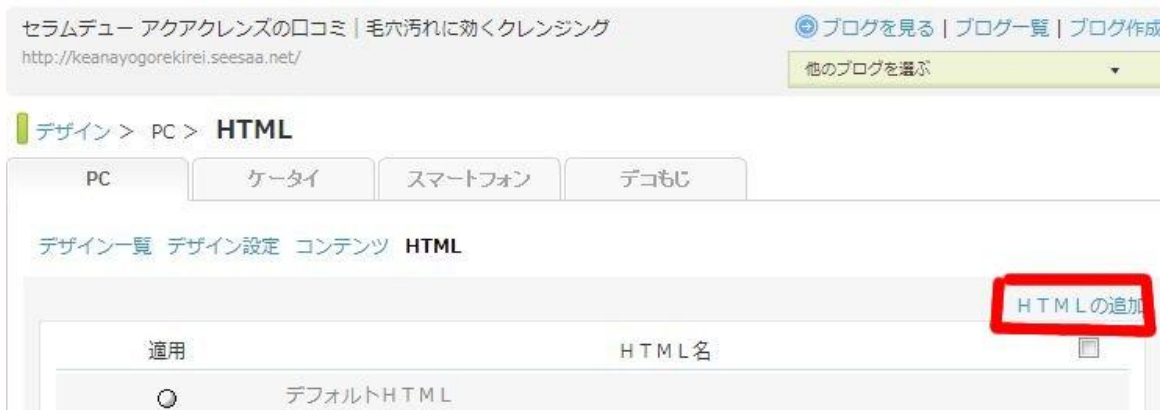 セラムデュー アクアクレンズの口コミ｜毛穴汚れに効くクレンジング
ブログを見る | ブログ一覧 | ブログ作成
http://keanayogorekirei.seesaa.net/
他のブログを選ぶ
デザイン > PC > HTML
PC ケータイ スマートフォン デコもじ
デザイン一覧 デザイン設定 コンテンツ HTML
ＨＴＭＬの追加
適用 ＨＴＭＬ名
デフォルトＨＴＭＬ